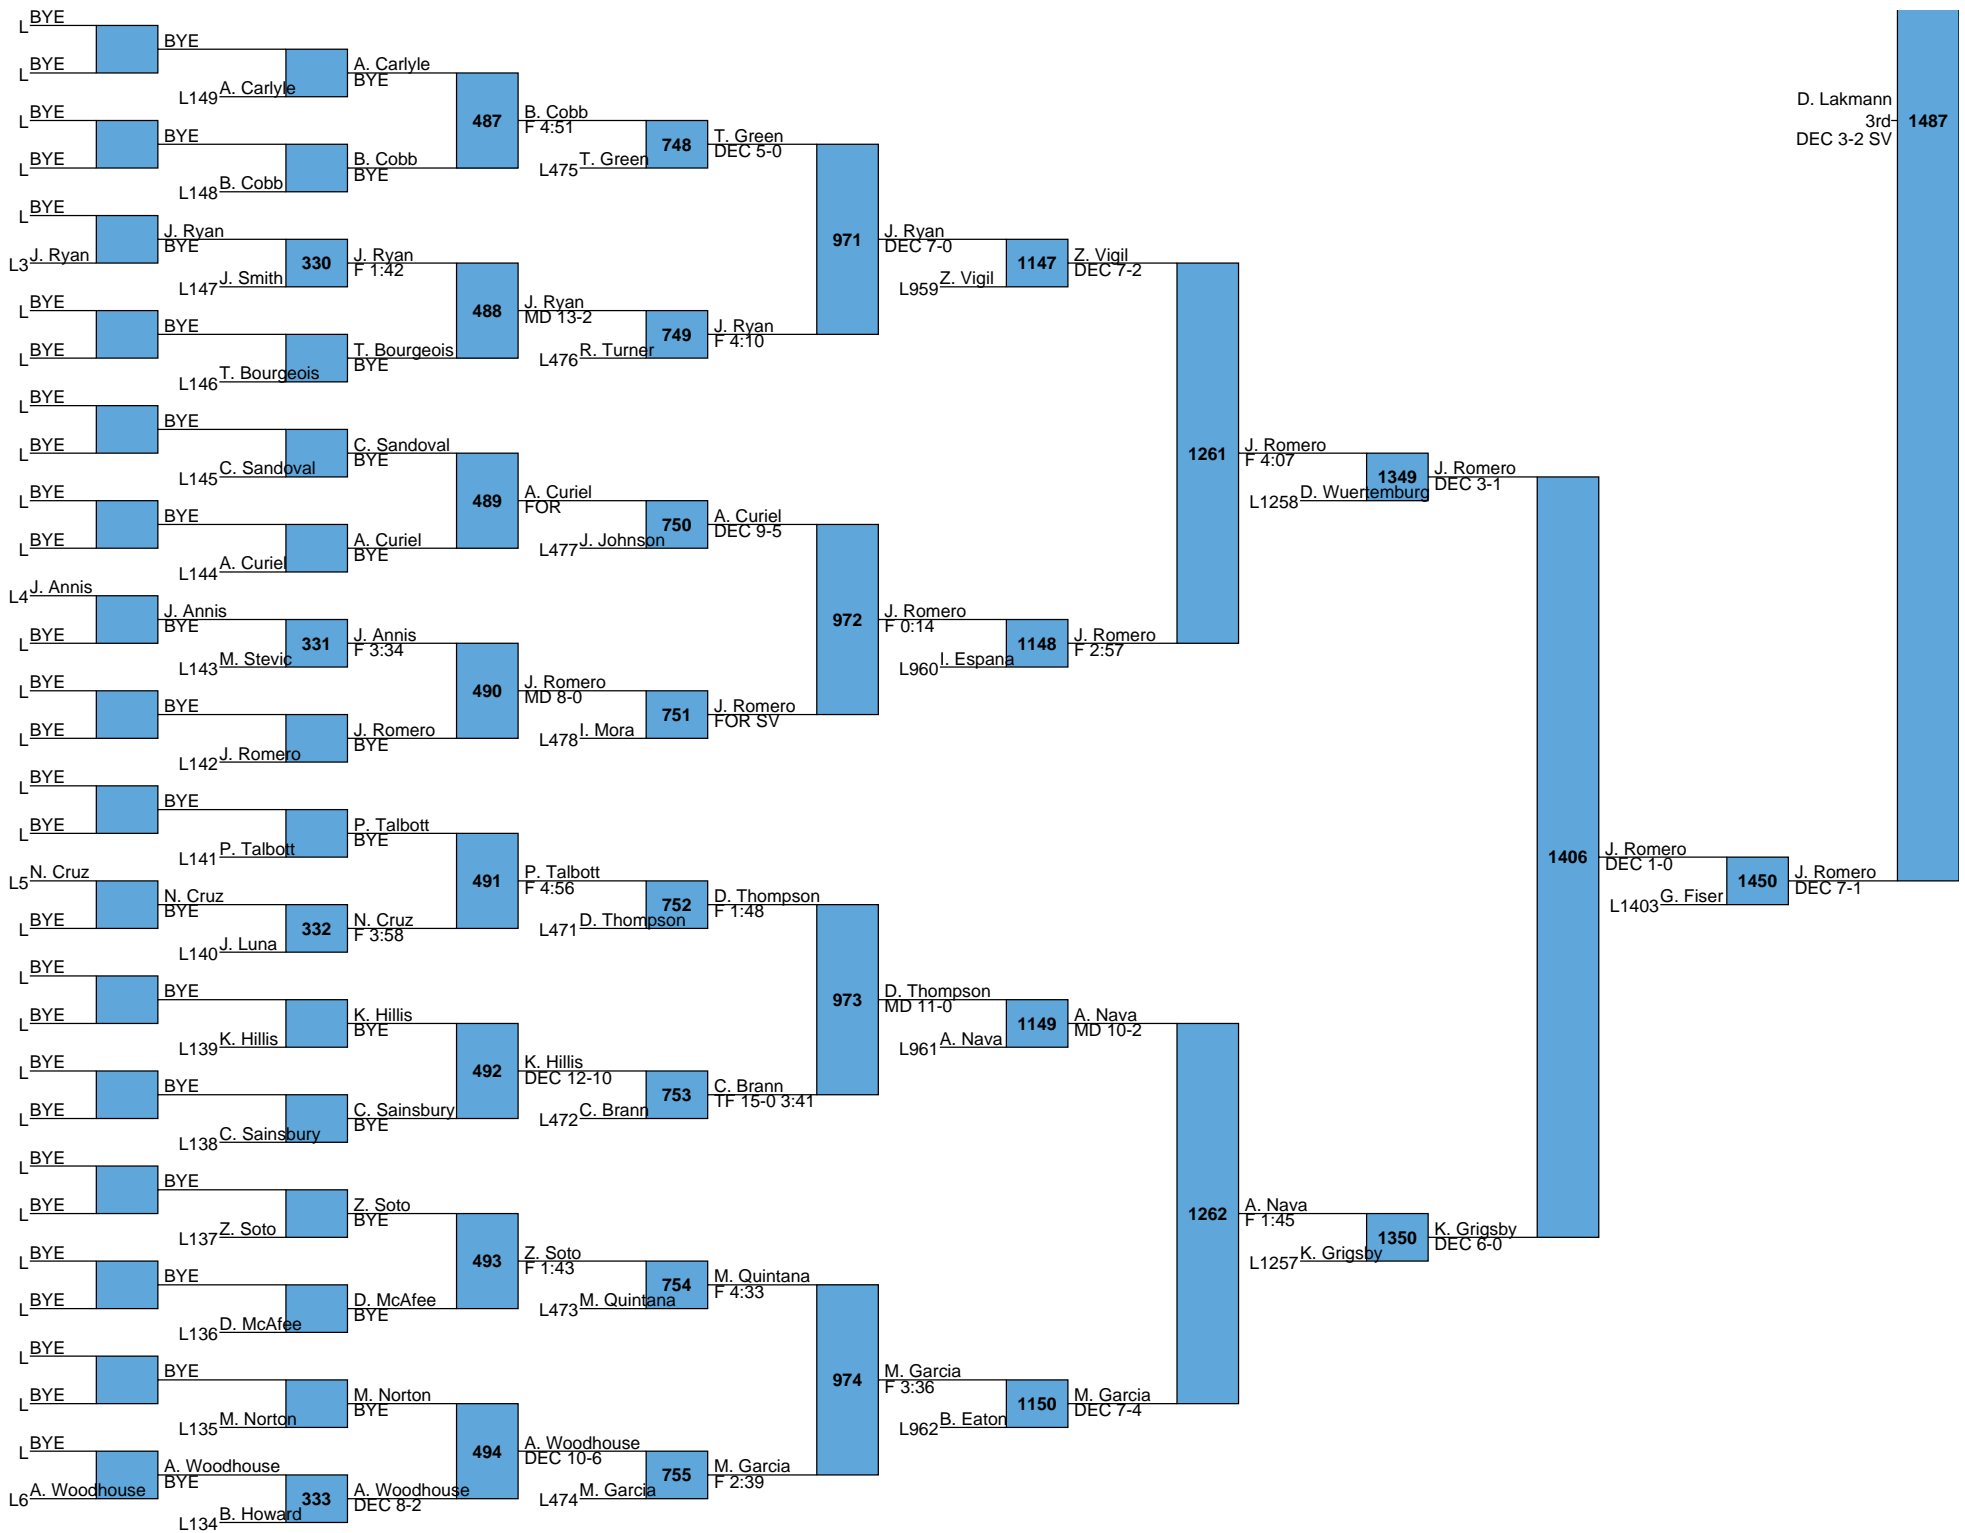 BYE
L
BYE
L
BYE
A. Carlyle
L149
A. Carlyle
BYE
BYE
L
BYE
L
BYE
B. Cobb
L148
B. Cobb
BYE
487
B. Cobb
F 4:51
T. Green
L475
748
T. Green
DEC 5-0
BYE
L
J. Ryan
L3
J. Ryan
BYE
J. Smith
L147
330
J. Ryan
F 1:42
BYE
L
BYE
L
BYE
T. Bourgeois
L146
T. Bourgeois
BYE
488
J. Ryan
MD 13-2
R. Turner
L476
749
J. Ryan
F 4:10
971
J. Ryan
DEC 7-0
Z. Vigil
L959
1147
Z. Vigil
DEC 7-2
BYE
L
BYE
L
BYE
C. Sandoval
L145
C. Sandoval
BYE
BYE
L
BYE
L
BYE
A. Curiel
L144
A. Curiel
BYE
489
A. Curiel
FOR
J. Johnson
L477
750
A. Curiel
DEC 9-5
J. Annis
L4
BYE
L
J. Annis
BYE
M. Stevic
L143
331
J. Annis
F 3:34
BYE
L
BYE
L
BYE
J. Romero
L142
J. Romero
BYE
490
J. Romero
MD 8-0
I. Mora
L478
751
J. Romero
FOR SV
972
J. Romero
F 0:14
I. Espana
L960
1148
J. Romero
F 2:57
1261
J. Romero
F 4:07
D. Wuertemburg
L1258
1349
J. Romero
DEC 3-1
BYE
L
BYE
L
BYE
P. Talbott
L141
P. Talbott
BYE
N. Cruz
L5
BYE
L
N. Cruz
BYE
J. Luna
L140
332
N. Cruz
F 3:58
491
P. Talbott
F 4:56
D. Thompson
L471
752
D. Thompson
F 1:48
BYE
L
BYE
L
BYE
K. Hillis
L139
K. Hillis
BYE
BYE
L
BYE
L
BYE
C. Sainsbury
L138
C. Sainsbury
BYE
492
K. Hillis
DEC 12-10
C. Brann
L472
753
C. Brann
TF 15-0 3:41
973
D. Thompson
MD 11-0
A. Nava
L961
1149
A. Nava
MD 10-2
BYE
L
BYE
L
BYE
Z. Soto
L137
Z. Soto
BYE
BYE
L
BYE
L
BYE
D. McAfee
L136
D. McAfee
BYE
493
Z. Soto
F 1:43
M. Quintana
L473
754
M. Quintana
F 4:33
BYE
L
BYE
L
BYE
M. Norton
L135
M. Norton
BYE
BYE
L
A. Woodhouse
L6
A. Woodhouse
BYE
B. Howard
L134
333
A. Woodhouse
DEC 8-2
494
A. Woodhouse
DEC 10-6
M. Garcia
L474
755
M. Garcia
F 2:39
974
M. Garcia
F 3:36
B. Eaton
L962
1150
M. Garcia
DEC 7-4
1262
A. Nava
F 1:45
K. Grigsby
L1257
1350
K. Grigsby
DEC 6-0
1406
J. Romero
DEC 1-0
G. Fiser
L1403
1450
J. Romero
DEC 7-1
D. Lakmann
3rd
DEC 3-2 SV
1487